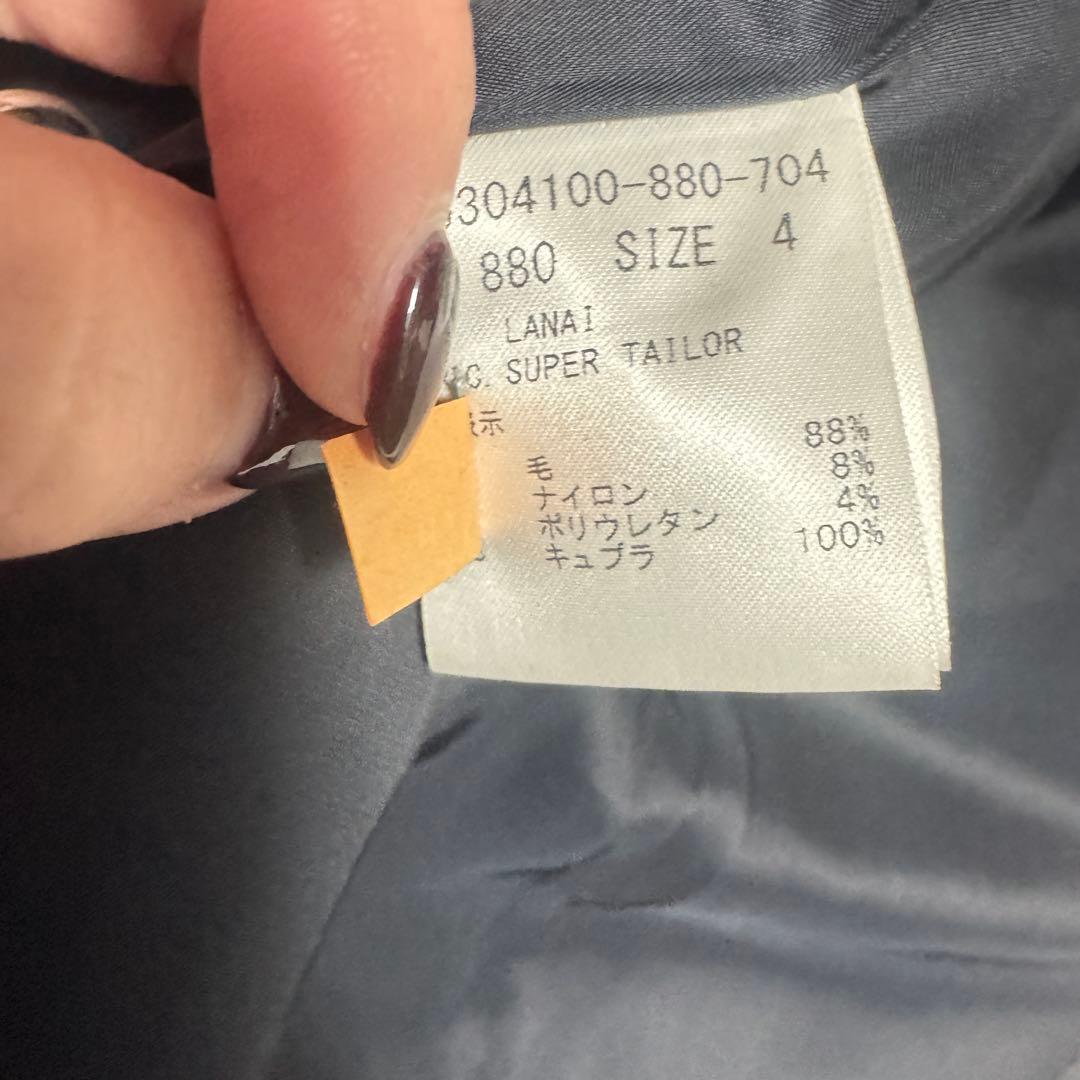 304100-880-704
880 SIZE 4
LANAI
C. SUPER TAILOR
示
毛 88%
ナイロン 8%
ポリウレタン 4%
キュプラ 100%